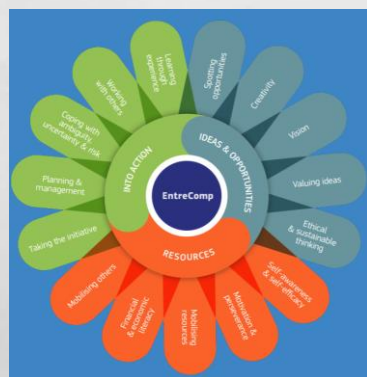 EntreComp
IDEAS & OPPORTUNITIES
Spotting
opportunities
Creativity
Vision
Valuing ideas
Ethical
& sustainable
thinking
RESOURCES
Self-awareness
& self-efficacy
Motivation &
perseverance
Mobilising
resources
Financial
& economic
literacy
Mobilising others
INTO ACTION
Taking the initiative
Planning &
management
Coping with
ambiguity,
uncertainty & risk
Working
with others
Learning
through
experience